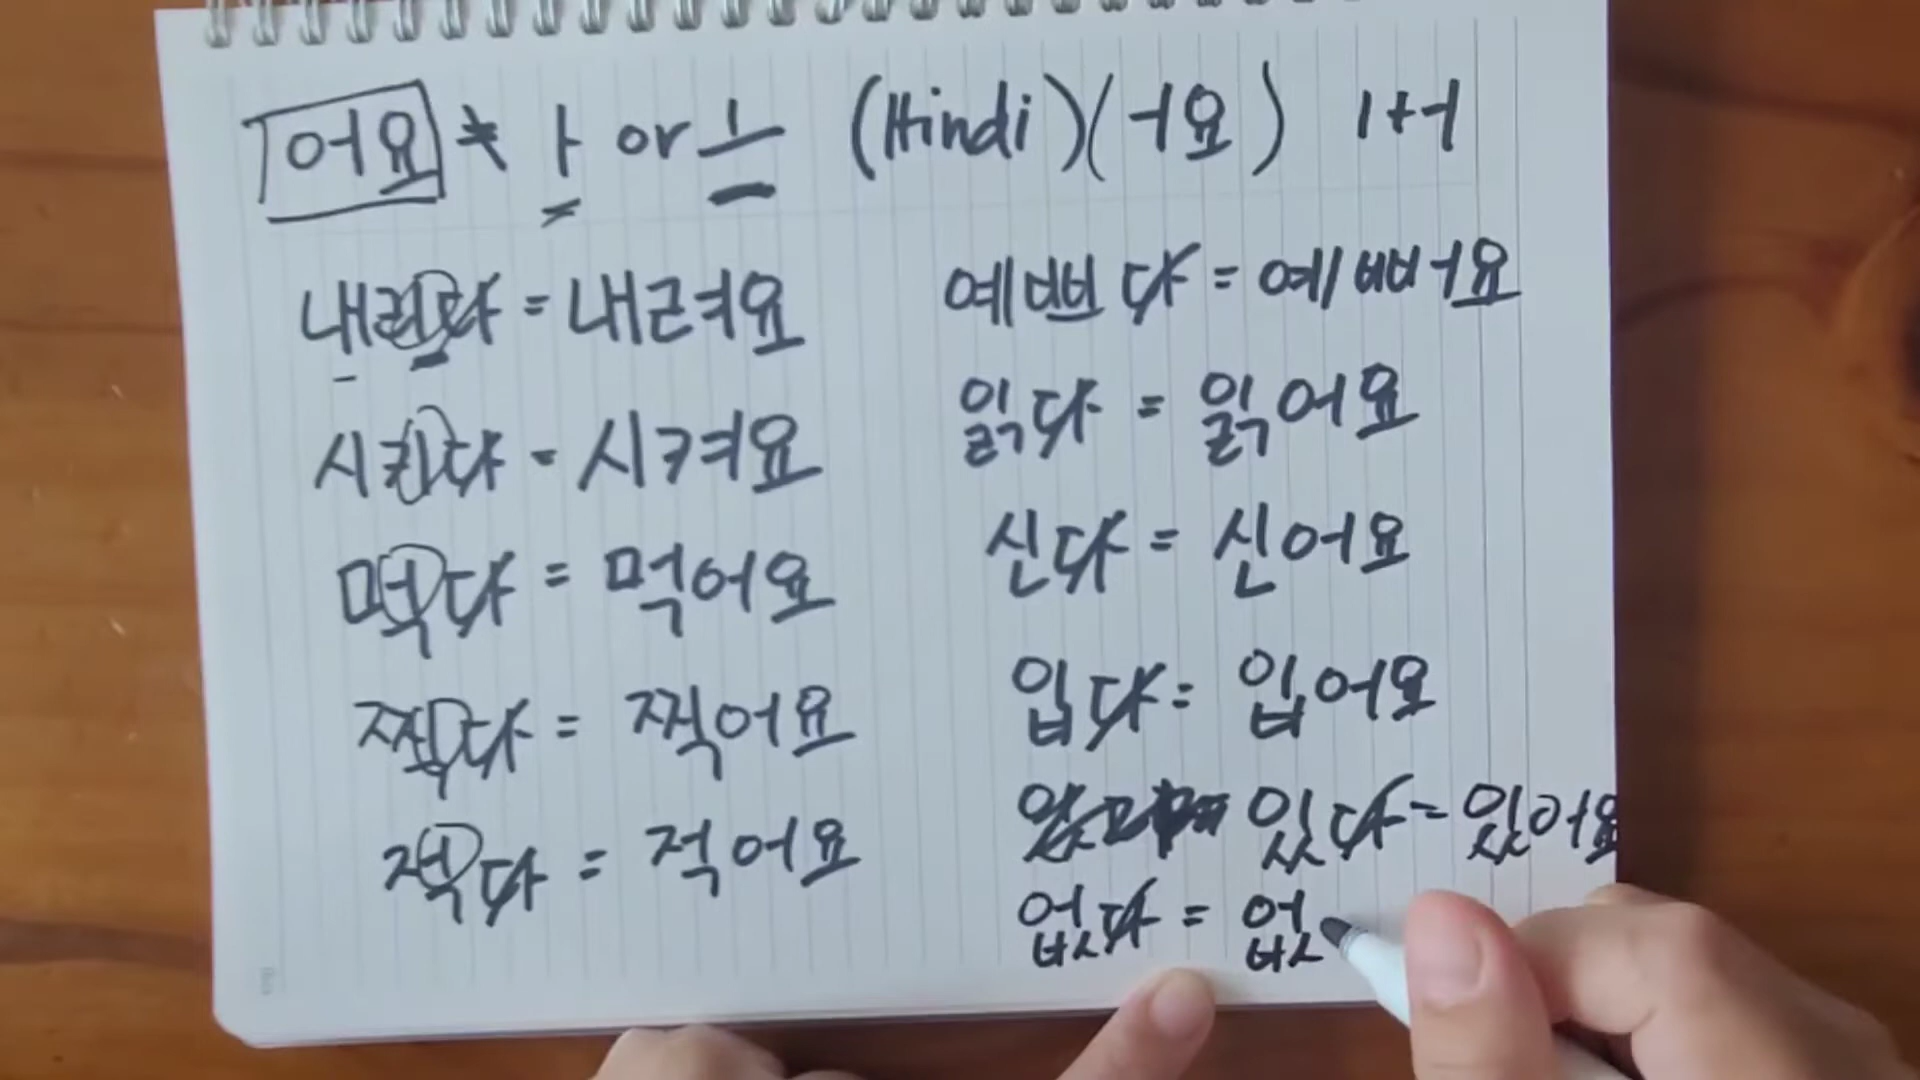 어요 ≠ ㅏ or ㅗ (Hindi) (ㅓ요) ㅣ+ㅓ
내리다 = 내려요
시키다 - 시켜요
먹다 = 먹어요
찍다 = 찍어요
적다 = 적어요
예쁘다 = 예뻐요
읽다 = 읽어요
신다 = 신어요
입다 = 입어요
있다 - 있어요
없다 = 없